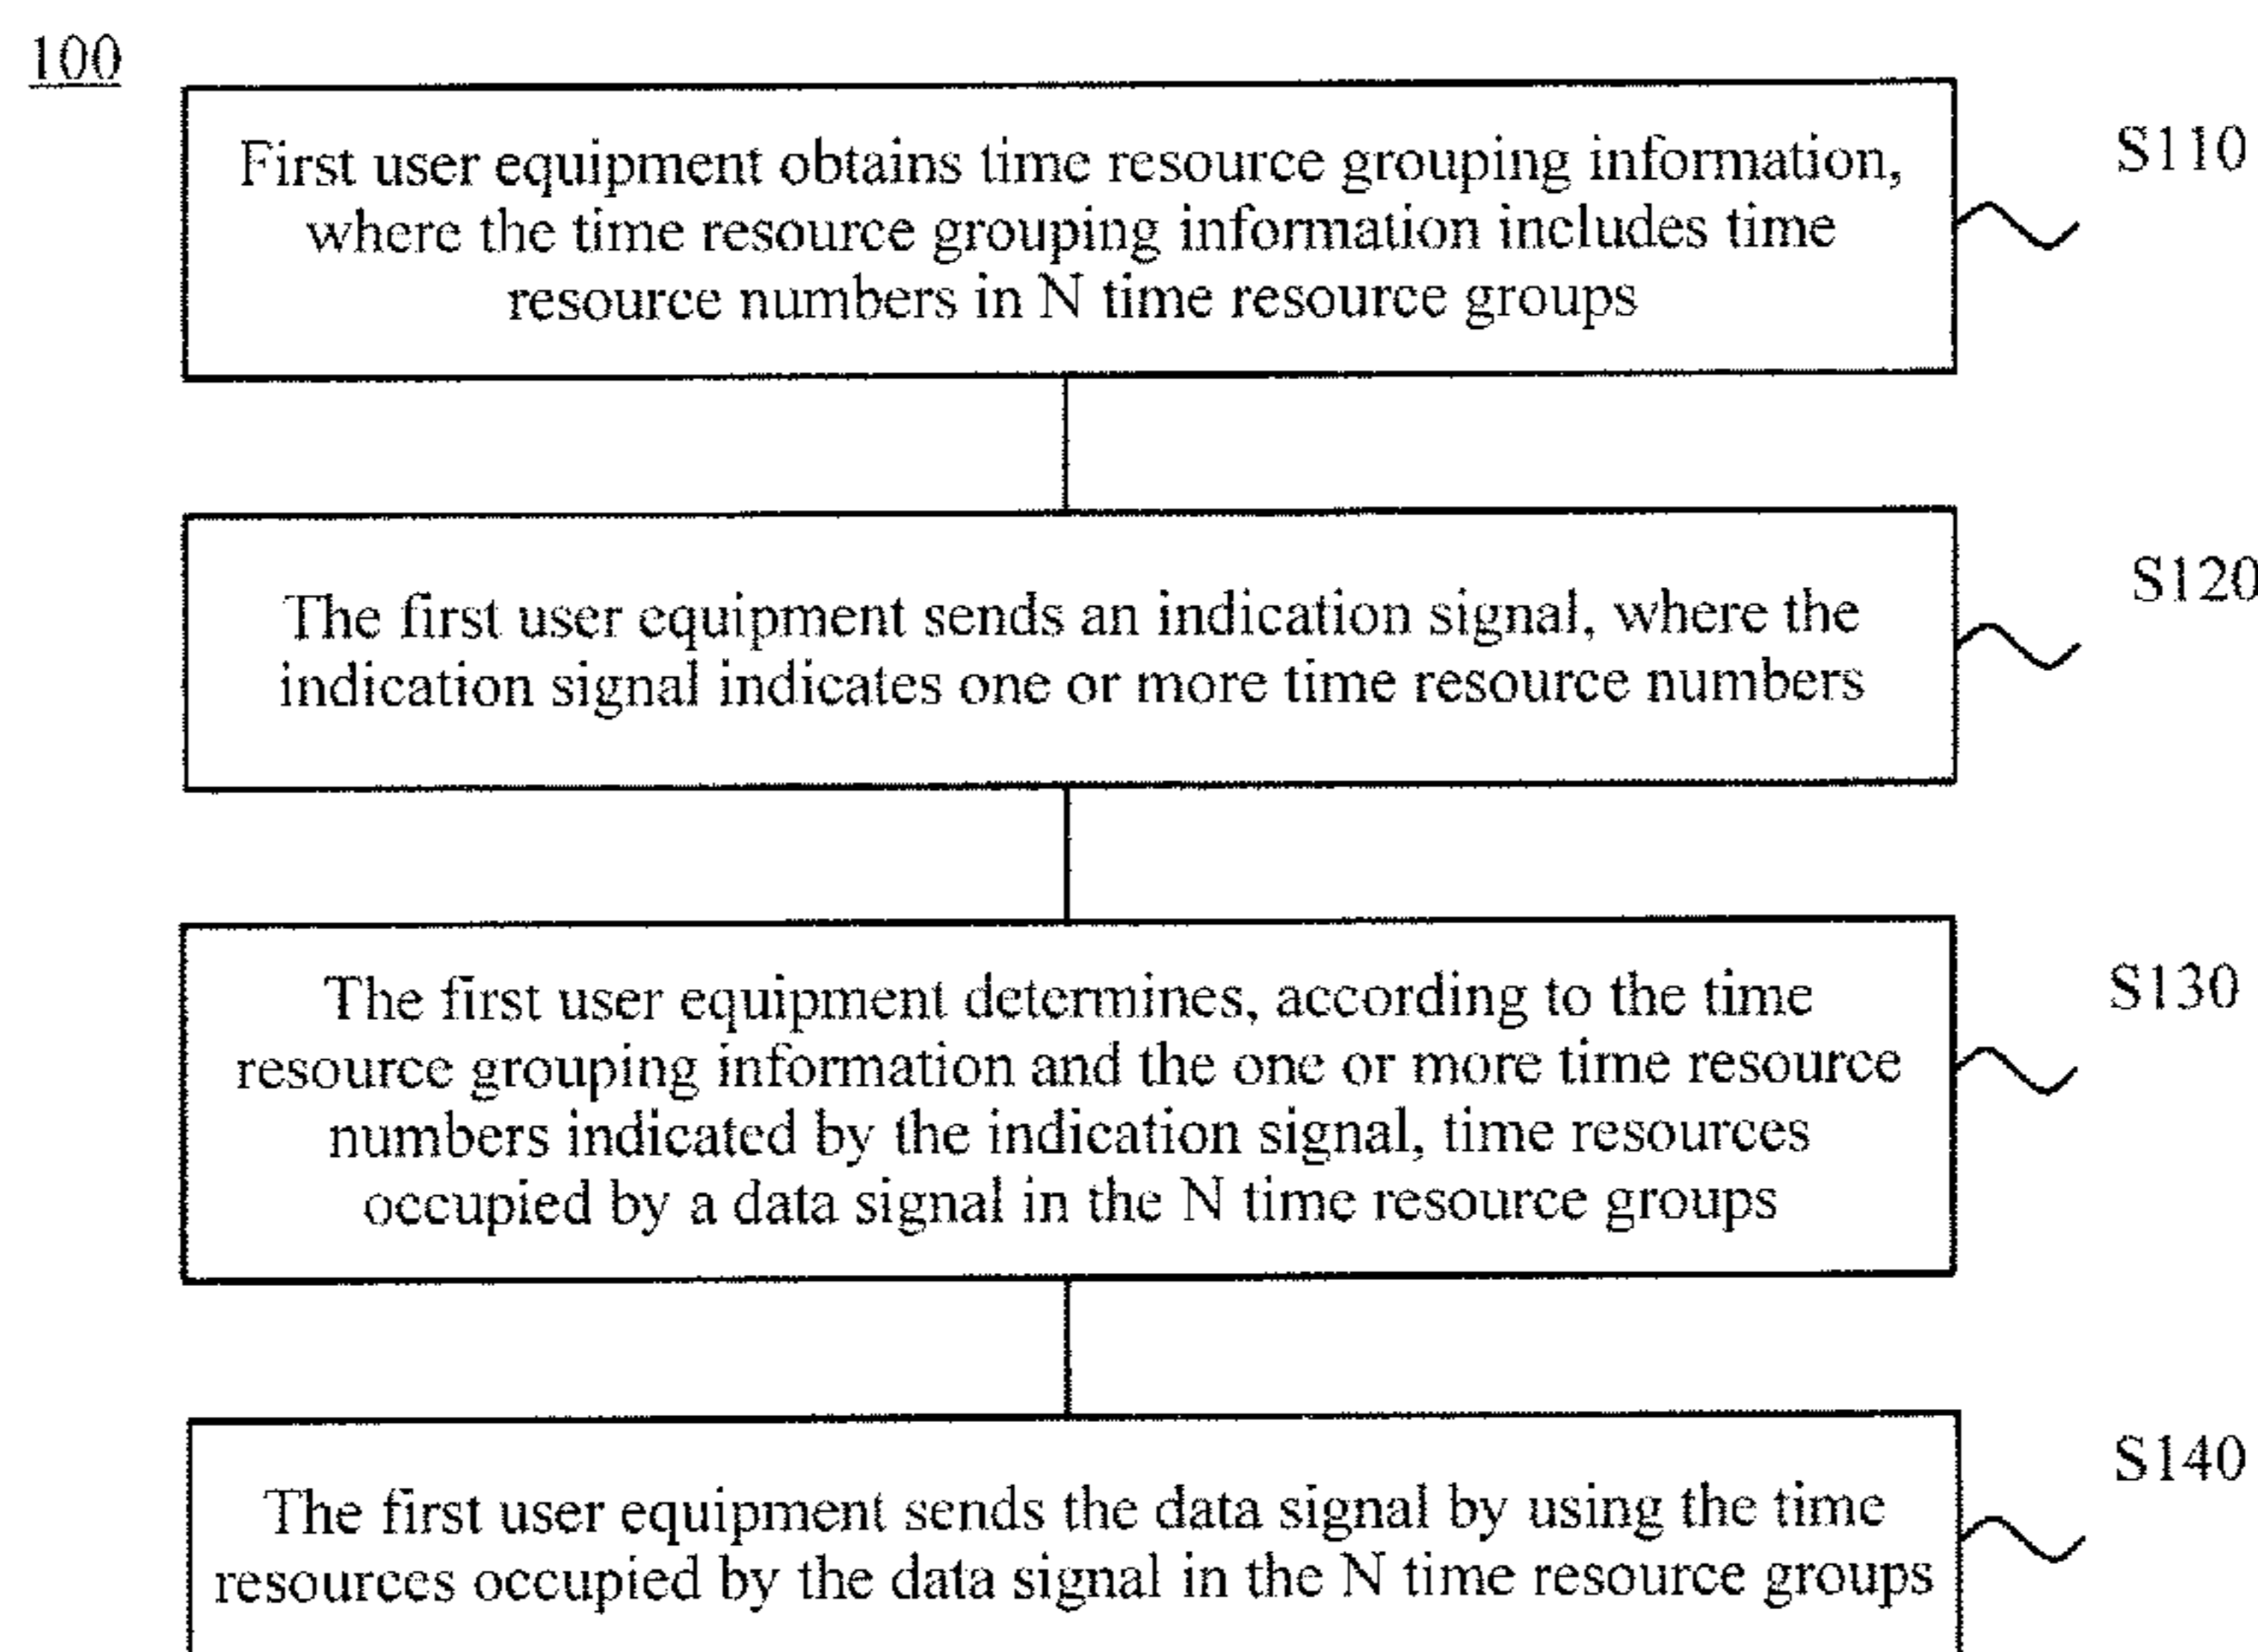 100
First user equipment obtains time resource grouping information,
where the time resource grouping information includes time
resource numbers in N time resource groups
S110
The first user equipment sends an indication signal, where the
indication signal indicates one or more time resource numbers
S120
The first user equipment determines, according to the time
resource grouping information and the one or more time resource
numbers indicated by the indication signal, time resources
occupied by a data signal in the N time resource groups
S130
The first user equipment sends the data signal by using the time
resources occupied by the data signal in the N time resource groups
S140